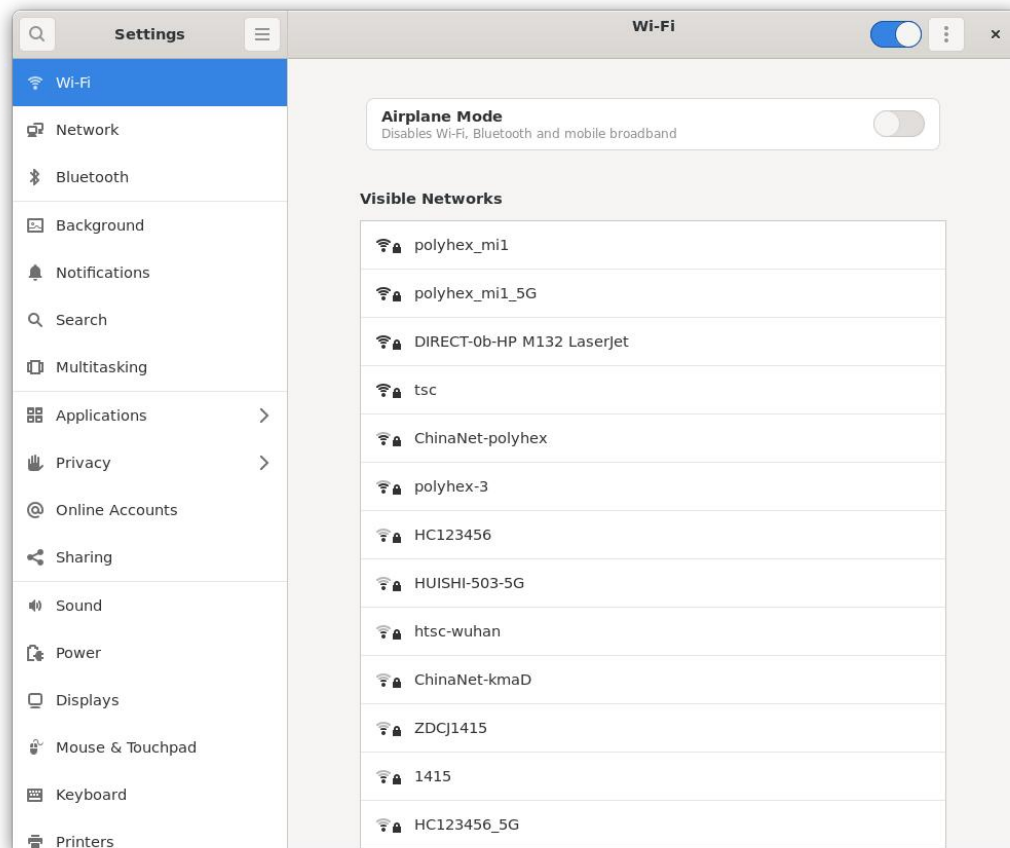 Settings
Wi-Fi
Wi-Fi
Network
Bluetooth
Background
Notifications
Search
Multitasking
Applications
Privacy
Online Accounts
Sharing
Sound
Power
Displays
Mouse & Touchpad
Keyboard
Printers
Airplane Mode
Disables Wi-Fi, Bluetooth and mobile broadband
Visible Networks
polyhex_mi1
polyhex_mi1_5G
DIRECT-0b-HP M132 LaserJet
tsc
ChinaNet-polyhex
polyhex-3
HC123456
HUISHI-503-5G
htsc-wuhan
ChinaNet-kmaD
ZDCJ1415
1415
HC123456_5G